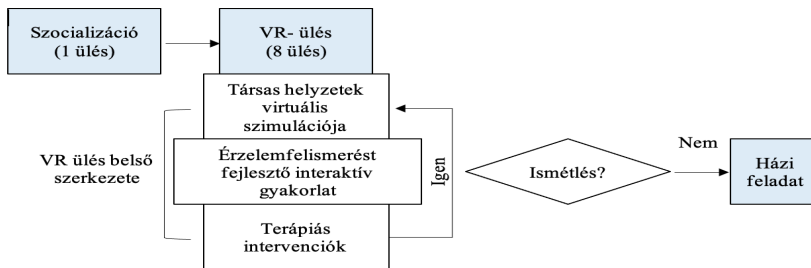 Szocializáció
(1 ülés)
VR- ülés
(8 ülés)
Társas helyzetek
virtuális
szimulációja
VR ülés belső
szerkezete
Érzelemfelismerést
fejlesztő interaktív
gyakorlat
Terápiás
intervenciók
Igen
Ismétlés?
Nem
Házi
feladat